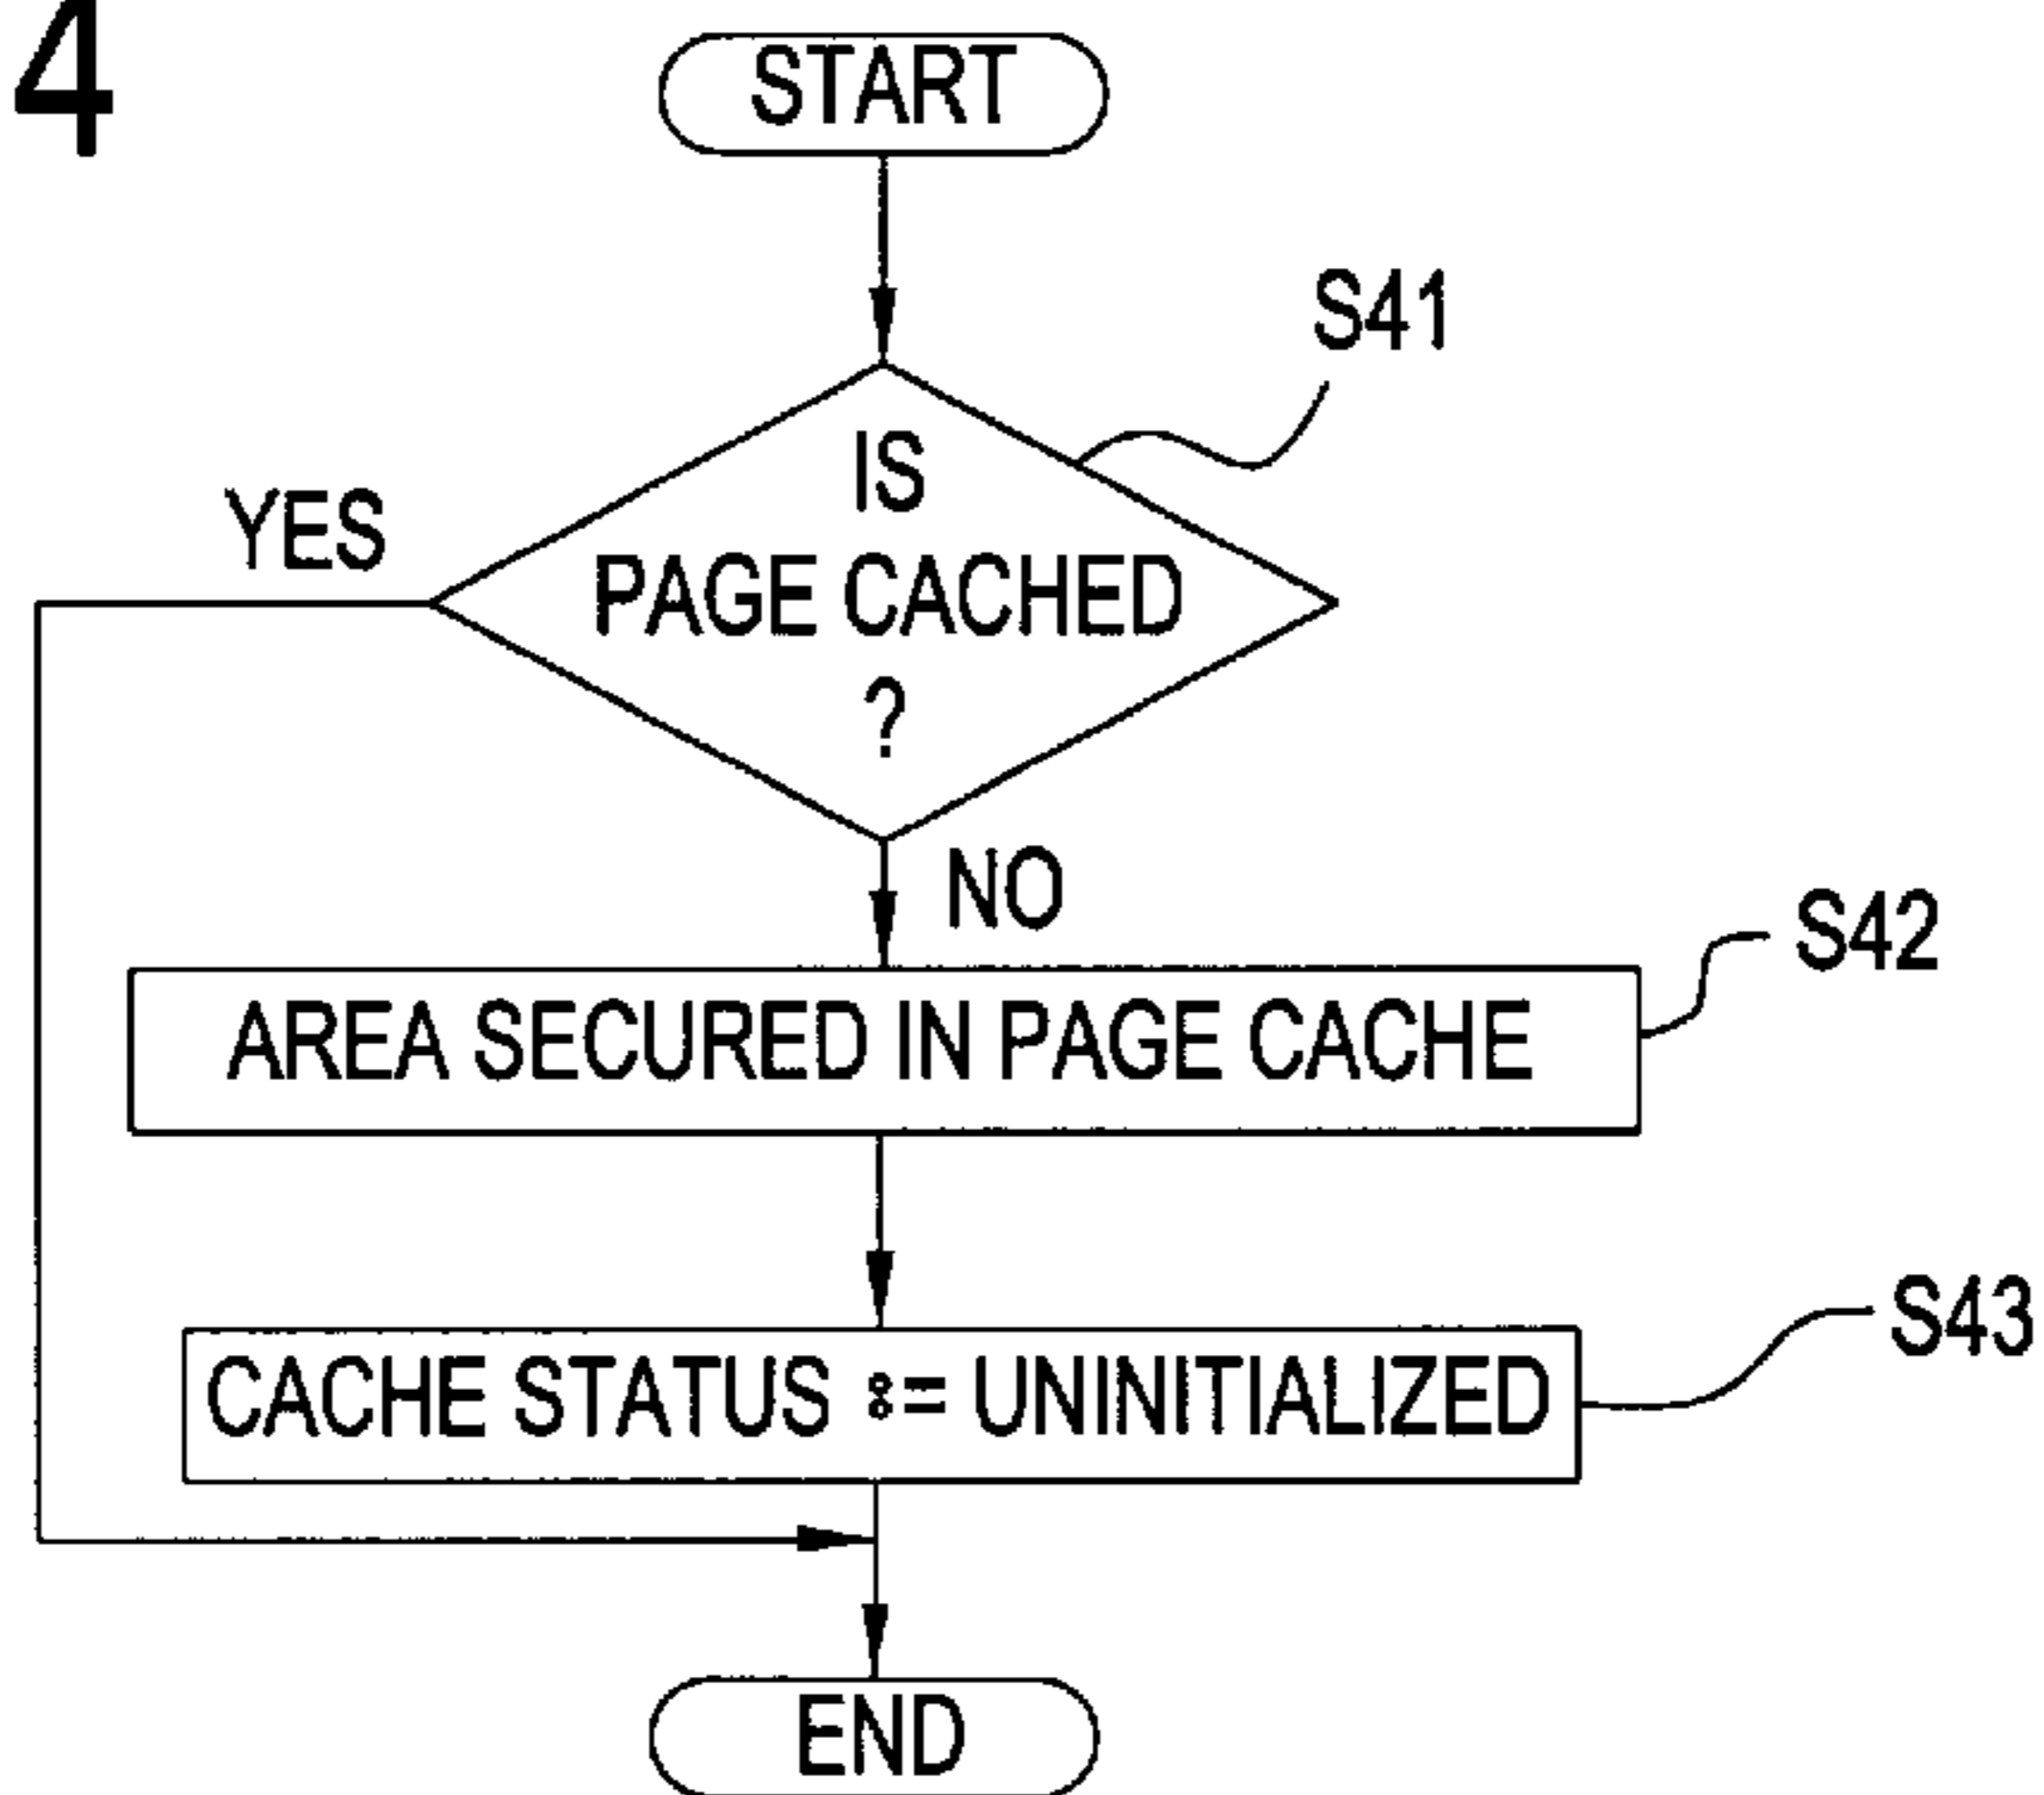 4
START
S41
IS
YES
PAGE CACHED
?
NO
S42
AREA SECURED IN PAGE CACHE
S43
CACHE STATUS := UNINITIALIZED
END